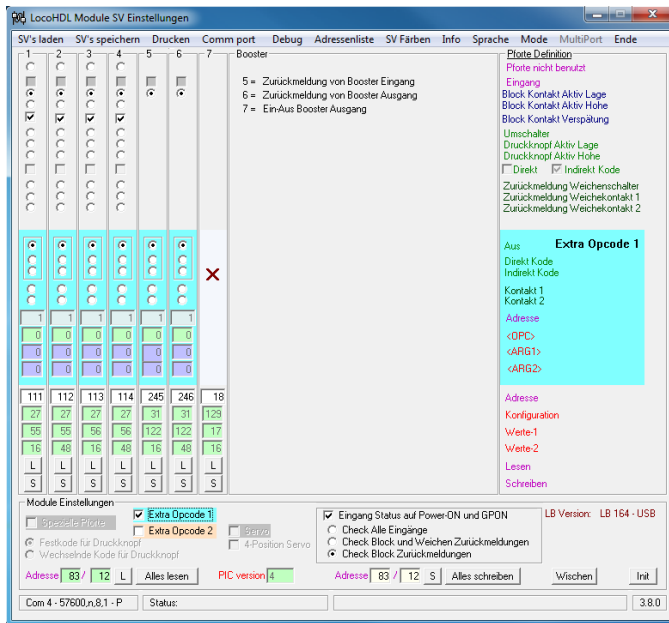 LocoHDL Module SV Einstellungen
SV's laden SV's speichern Drucken Comm port Debug Adressenliste SV Färben Info Sprache Mode MultiPort Ende
1 2 3 4 5 6 7 Booster Pforte Definition
Pforte nicht benutzt
5 = Zurückmeldung von Booster Eingang
6 = Zurückmeldung von Booster Ausgang
7 = Ein-Aus Booster Ausgang
Eingang
Block Kontakt Aktiv Lage
Block Kontakt Aktiv Hohe
Block Kontakt Verspätung
Umschalter
Druckknopf Aktiv Lage
Druckknopf Aktiv Hohe
Direkt Indirekt Kode
Zurückmeldung Weichenschalter
Zurückmeldung Weichekontakt 1
Zurückmeldung Weichekontakt 2
Aus Extra Opcode 1
Direkt Kode
Indirekt Kode
Kontakt 1
Kontakt 2
1 1 1 1 1 1 Adresse
0 0 0 0 0 0 <OPC>
0 0 0 0 0 0 <ARG1>
0 0 0 0 0 0 <ARG2>
111 112 113 114 245 246 18 Adresse
27 27 27 27 31 31 129 Konfiguration
55 55 56 56 122 122 17 Werte-1
16 48 16 48 16 48 16 Werte-2
L L L L L L L Lesen
S S S S S S S Schreiben
Module Einstellungen
Spezielle Pforte
Festkode für Druckknopf
Wechselnde Kode für Druckknopf
Extra Opcode 1
Extra Opcode 2
Servo
4-Position Servo
Eingang Status auf Power-ON und GPON
Check Alle Eingänge
Check Block und Weichen Zurückmeldungen
Check Block Zurückmeldungen
LB Version: LB 164 - USB
Adresse 83 / 12 L Alles lesen PIC version 4 Adresse 83 / 12 S Alles schreiben Wischen Init
Com 4 - 57600,n,8,1 - P Status: 3.8.0